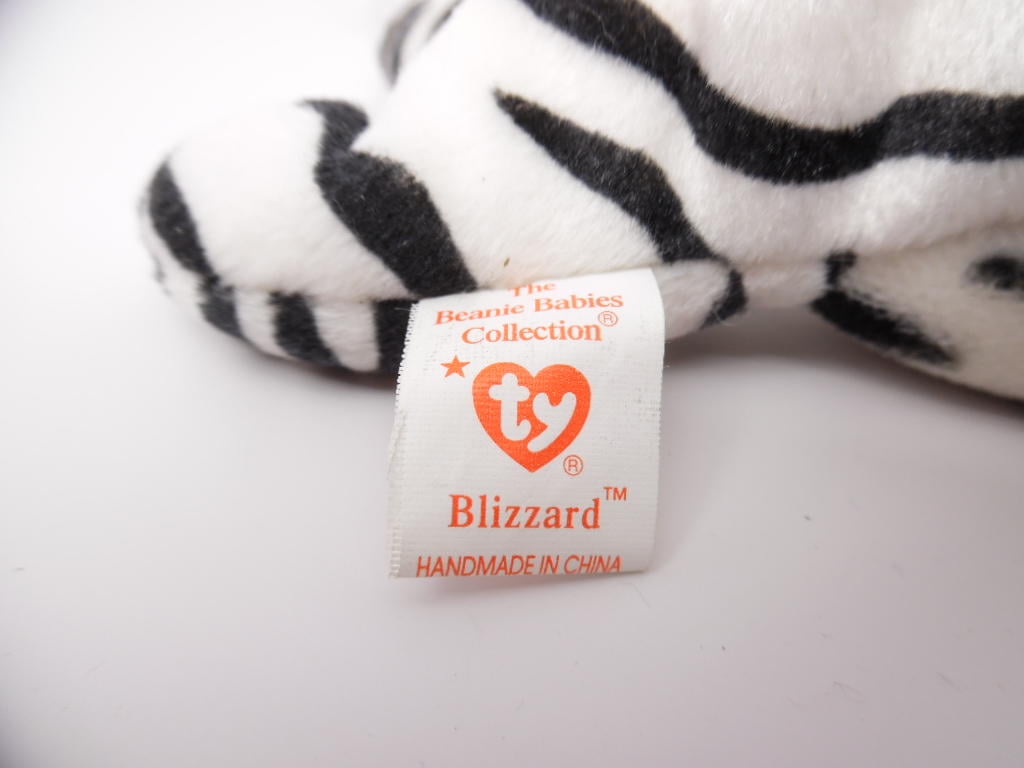 The
Beanie Babies
Collection®
ty
®
Blizzard™
HANDMADE IN CHINA